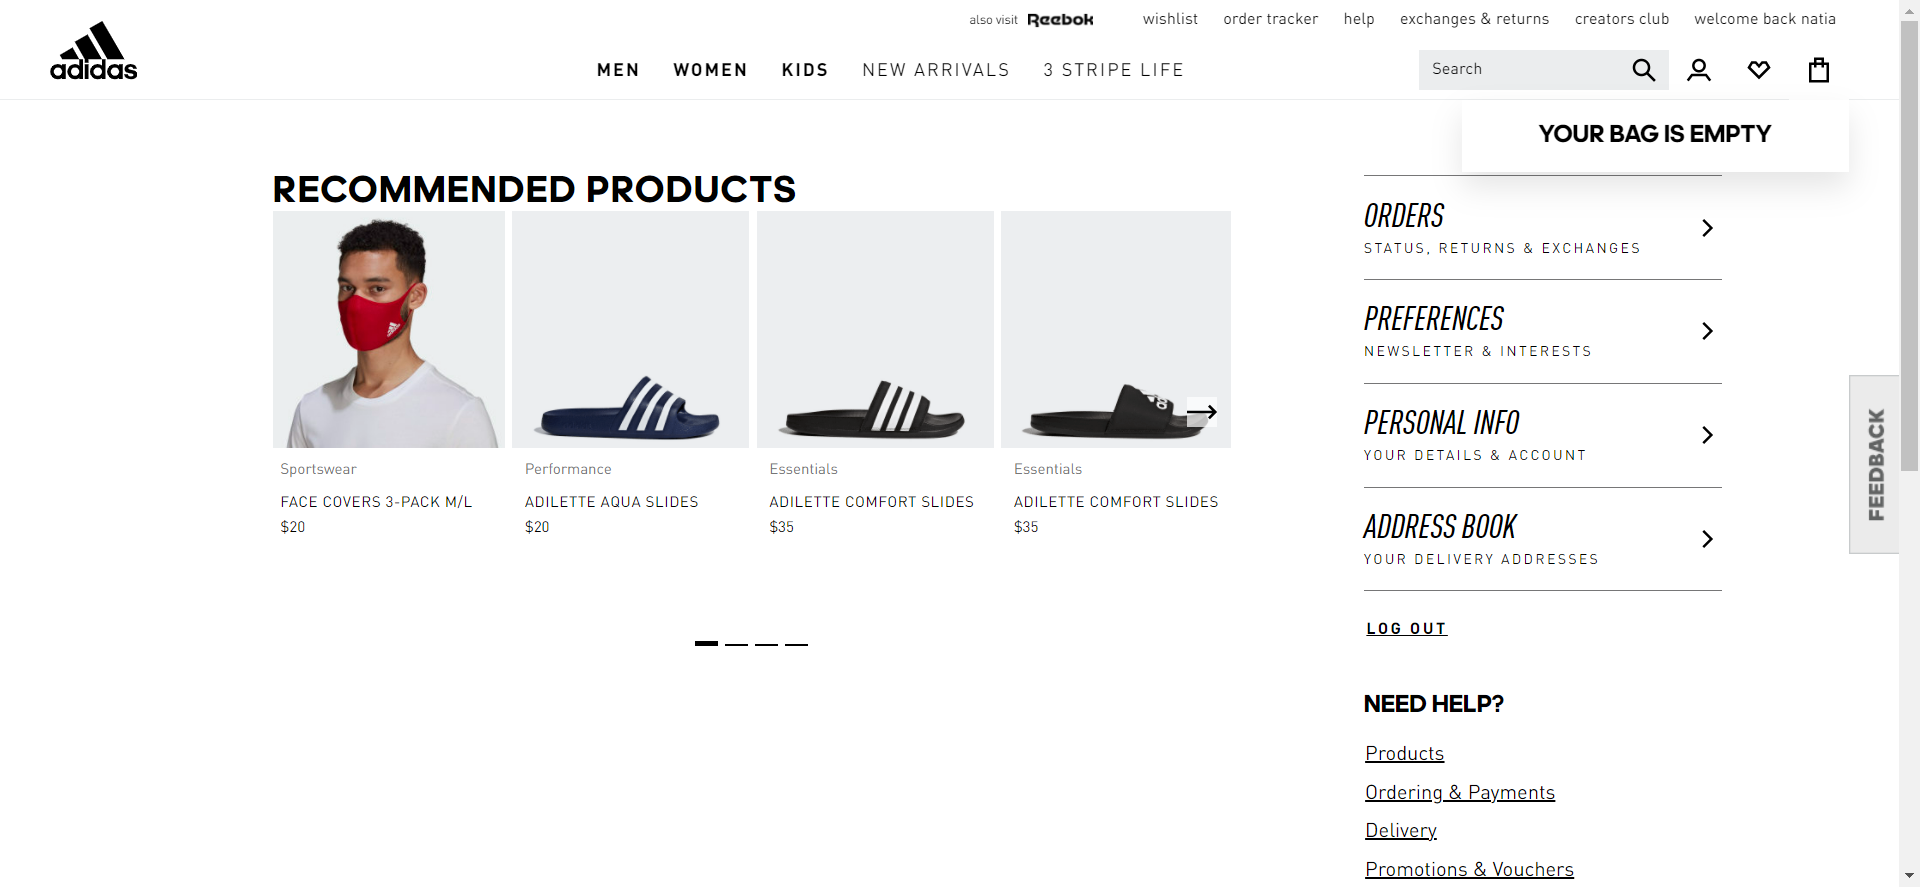 also visit Reebok wishlist order tracker help exchanges & returns creators club welcome back natia
adidas
MEN WOMEN KIDS NEW ARRIVALS 3 STRIPE LIFE
Search
YOUR BAG IS EMPTY
RECOMMENDED PRODUCTS
Sportswear
FACE COVERS 3-PACK M/L
$20
Performance
ADILETTE AQUA SLIDES
$20
Essentials
ADILETTE COMFORT SLIDES
$35
Essentials
ADILETTE COMFORT SLIDES
$35
ORDERS
STATUS, RETURNS & EXCHANGES
PREFERENCES
NEWSLETTER & INTERESTS
PERSONAL INFO
YOUR DETAILS & ACCOUNT
ADDRESS BOOK
YOUR DELIVERY ADDRESSES
LOG OUT
NEED HELP?
Products
Ordering & Payments
Delivery
Promotions & Vouchers
FEEDBACK